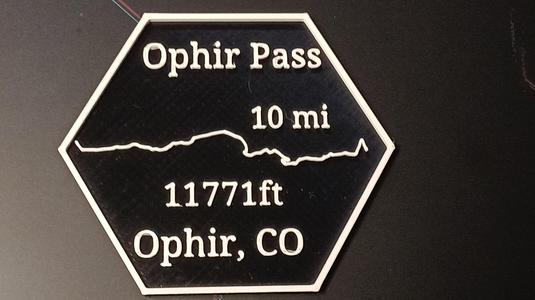 Ophir Pass
10 mi
11771ft
Ophir, CO